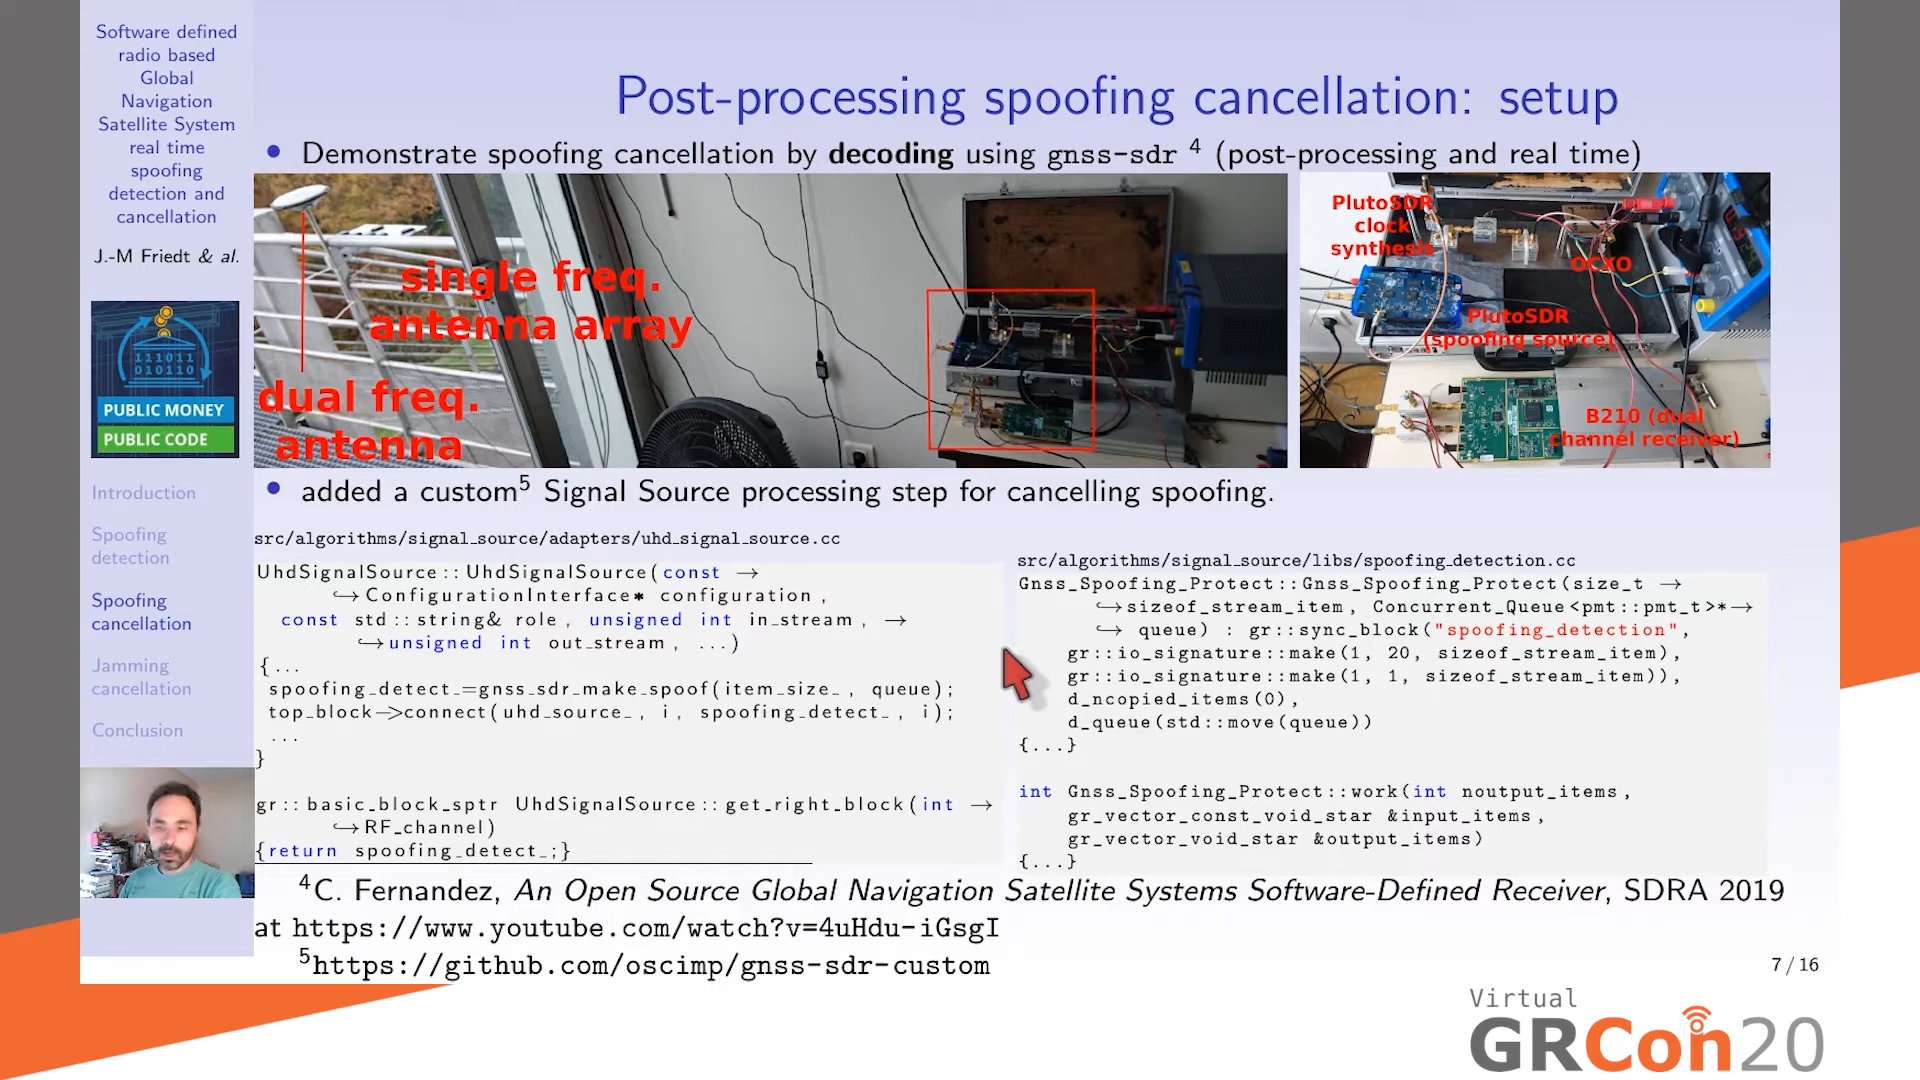 Software defined
radio based
Global
Navigation
Satellite System
real time
spoofing
detection and
cancellation
J.-M Friedt & al.
111011
010110
PUBLIC MONEY
PUBLIC CODE
Introduction
Spoofing
detection
Spoofing
cancellation
Jamming
cancellation
Conclusion
Post-processing spoofing cancellation: setup
• Demonstrate spoofing cancellation by decoding using gnss-sdr 4 (post-processing and real time)
single freq.
antenna array
dual freq.
antenna
PlutoSDR
clock
synthesis
OCXO
PlutoSDR
(spoofing source)
B210 (dual
channel receiver)
• added a custom5 Signal Source processing step for cancelling spoofing.
src/algorithms/signal_source/adapters/uhd_signal_source.cc
UhdSignalSource::UhdSignalSource(const →
↪ConfigurationInterface* configuration,
const std::string& role, unsigned int in_stream, →
↪unsigned int out_stream, ...)
{...
spoofing_detect_=gnss_sdr_make_spoof(item_size_, queue);
top_block->connect(uhd_source_, i, spoofing_detect_, i);
...
}
gr::basic_block_sptr UhdSignalSource::get_right_block(int →
↪RF_channel)
{return spoofing_detect_;}
src/algorithms/signal_source/libs/spoofing_detection.cc
Gnss_Spoofing_Protect::Gnss_Spoofing_Protect(size_t →
↪sizeof_stream_item, Concurrent_Queue<pmt::pmt_t>*→
↪ queue) : gr::sync_block("spoofing_detection",
gr::io_signature::make(1, 20, sizeof_stream_item),
gr::io_signature::make(1, 1, sizeof_stream_item)),
d_ncopied_items(0),
d_queue(std::move(queue))
{...}
int Gnss_Spoofing_Protect::work(int noutput_items,
gr_vector_const_void_star &input_items,
gr_vector_void_star &output_items)
{...}
4C. Fernandez, An Open Source Global Navigation Satellite Systems Software-Defined Receiver, SDRA 2019
at https://www.youtube.com/watch?v=4uHdu-iGsgI
5https://github.com/oscimp/gnss-sdr-custom
7 / 16
Virtual
GRCon20